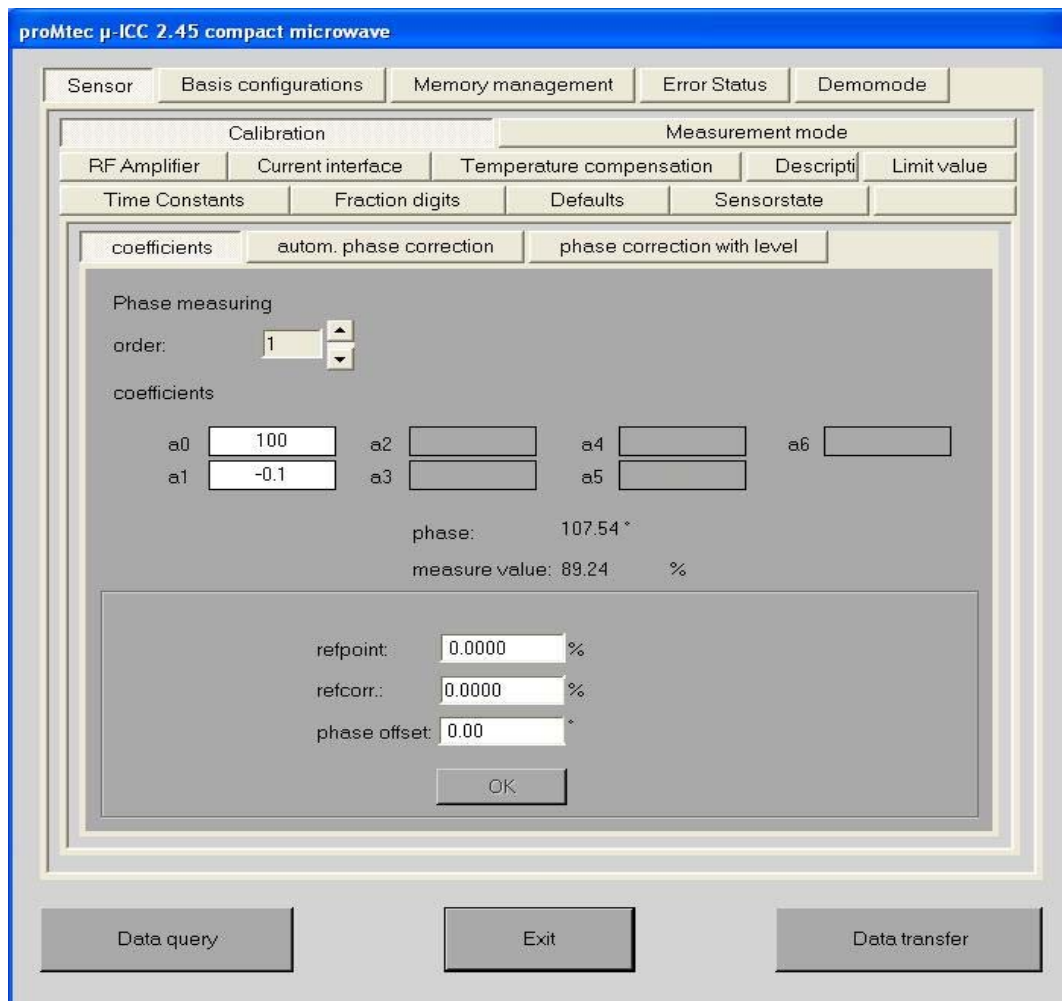 proMtec µ-ICC 2.45 compact microwave
Sensor Basis configurations Memory management Error Status Demomode
Calibration Measurement mode
RF Amplifier Current interface Temperature compensation Descripti Limit value
Time Constants Fraction digits Defaults Sensorstate
coefficients autom. phase correction phase correction with level
Phase measuring
order: 1
coefficients
a0 100 a2 a4 a6
a1 -0.1 a3 a5
phase: 107.54 °
measure value: 89.24 %
refpoint: 0.0000 %
refcorr.: 0.0000 %
phase offset: 0.00 °
OK
Data query Exit Data transfer